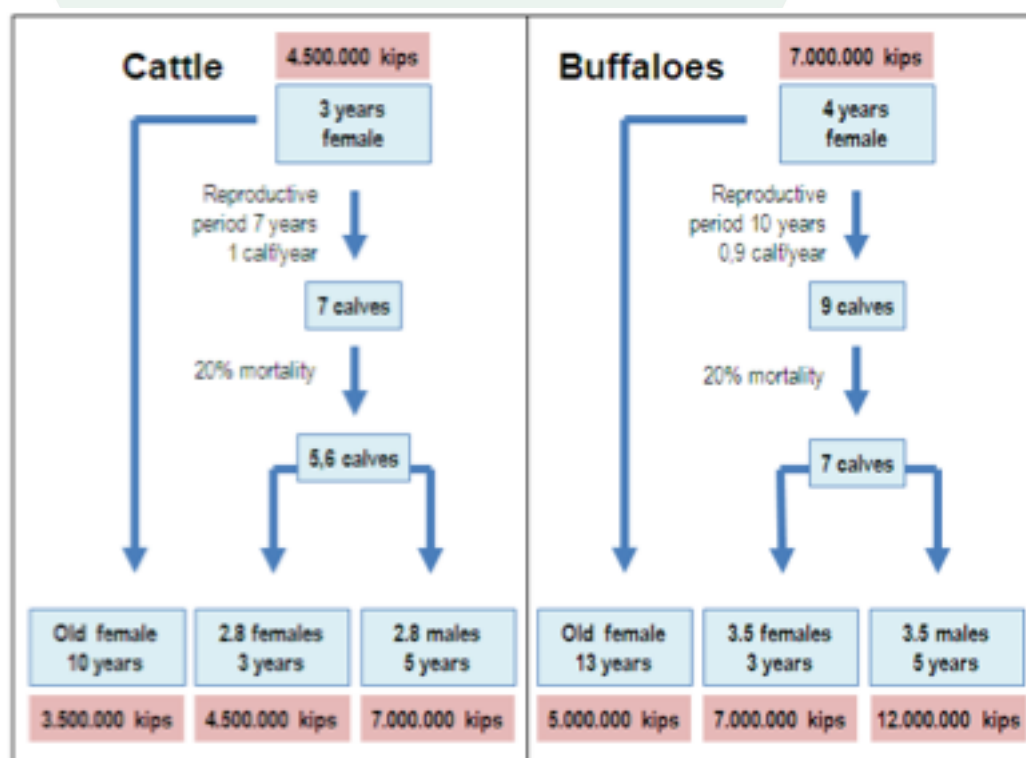 Cattle
4.500.000 kips
3 years
female
Reproductive
period 7 years
1 calf/year
7 calves
20% mortality
5,6 calves
Old female
10 years
2.8 females
3 years
2.8 males
5 years
3.500.000 kips
4.500.000 kips
7.000.000 kips
Buffaloes
7.000.000 kips
4 years
female
Reproductive
period 10 years
0,9 calf/year
9 calves
20% mortality
7 calves
Old female
13 years
3.5 females
3 years
3.5 males
5 years
5.000.000 kips
7.000.000 kips
12.000.000 kips